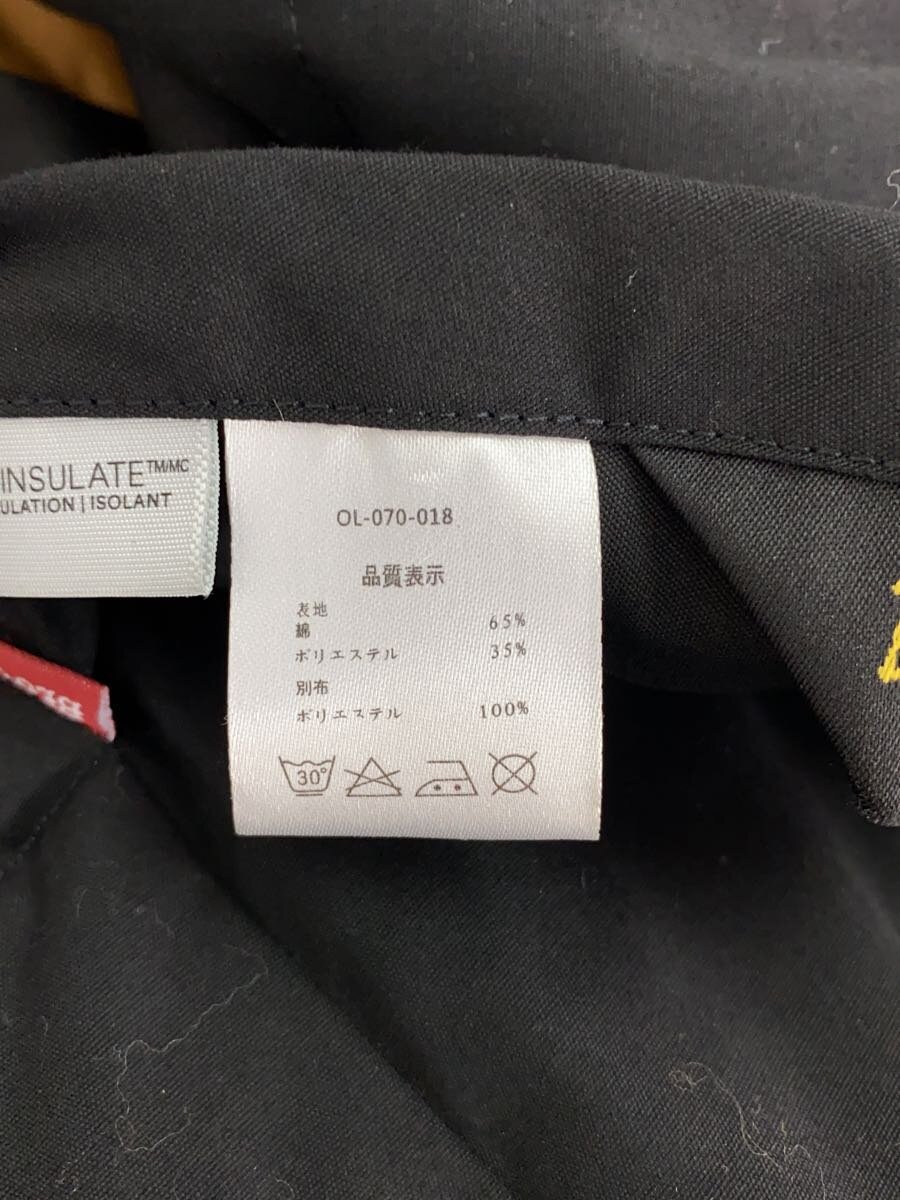 INSULATE™/MC
ULATION | ISOLANT
OL-070-018
品質表示
表地
綿 65%
ポリエステル 35%
別布
ポリエステル 100%
30°